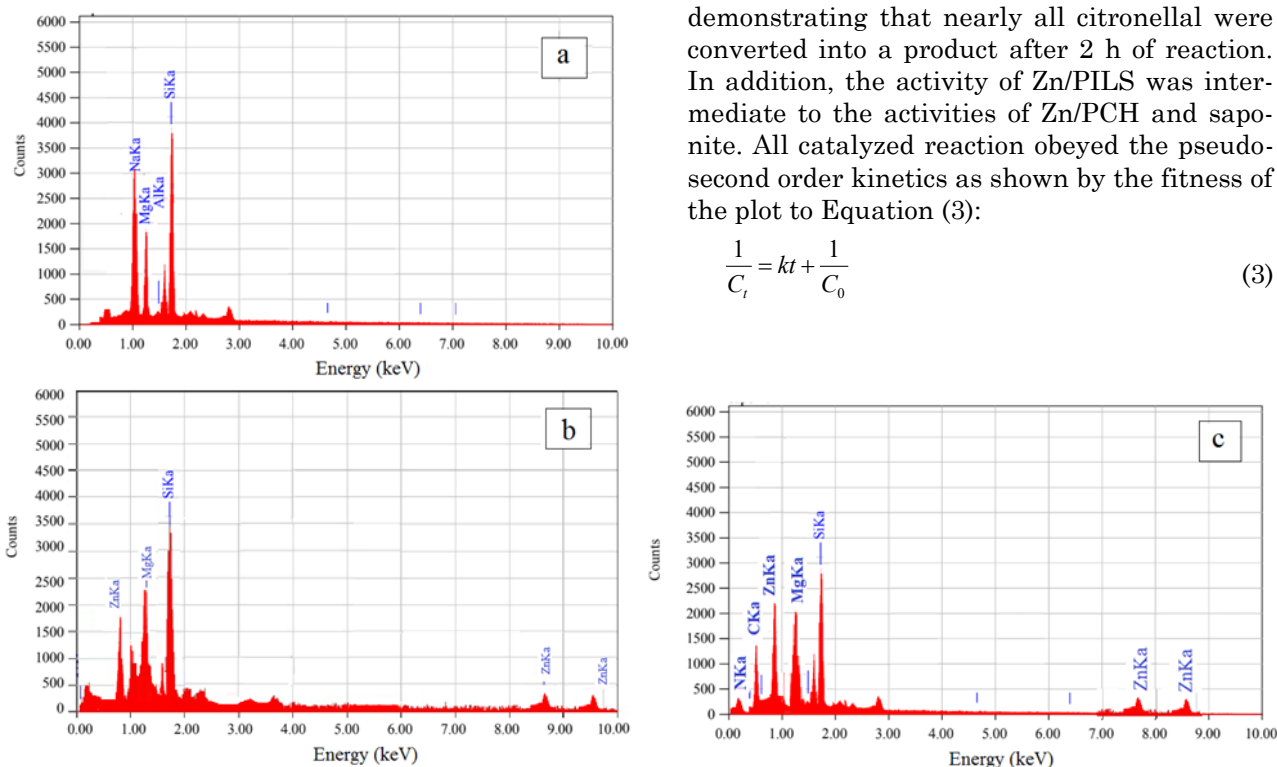 6000
5500
5000
4500
4000
3500
3000
2500
2000
1500
1000
500
0
Counts
NaKa
MgKa
AlKa
SiKa
a
0.00 1.00 2.00 3.00 4.00 5.00 6.00 7.00 8.00 9.00 10.00
Energy (keV)
demonstrating that nearly all citronellal were
converted into a product after 2 h of reaction.
In addition, the activity of Zn/PILS was inter-
mediate to the activities of Zn/PCH and sapo-
nite. All catalyzed reaction obeyed the pseudo-
second order kinetics as shown by the fitness of
the plot to Equation (3):
1/C_t = kt + 1/C_0 (3)
6000
5500
5000
4500
4000
3500
3000
2500
2000
1500
1000
500
0
Counts
ZnKa
MgKa
SiKa
b
ZnKa
ZnKa
0.00 1.00 2.00 3.00 4.00 5.00 6.00 7.00 8.00 9.00 10.00
Energy (keV)
6000
5500
5000
4500
4000
3500
3000
2500
2000
1500
1000
500
0
Counts
NKa
CKa
ZnKa
MgKa
SiKa
c
ZnKa
ZnKa
0.00 1.00 2.00 3.00 4.00 5.00 6.00 7.00 8.00 9.00 10.00
Energy (keV)